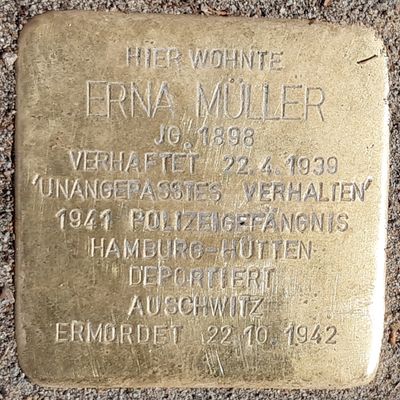 HIER WOHNTE
ERNA MÜLLER
JG. 1898
VERHAFTET 22.4.1939
'UNANGEPASSTES VERHALTEN'
1941 POLIZEIGEFÄNGNIS
HAMBURG-HÜTTEN
DEPORTIERT
AUSCHWITZ
ERMORDET 22.10.1942